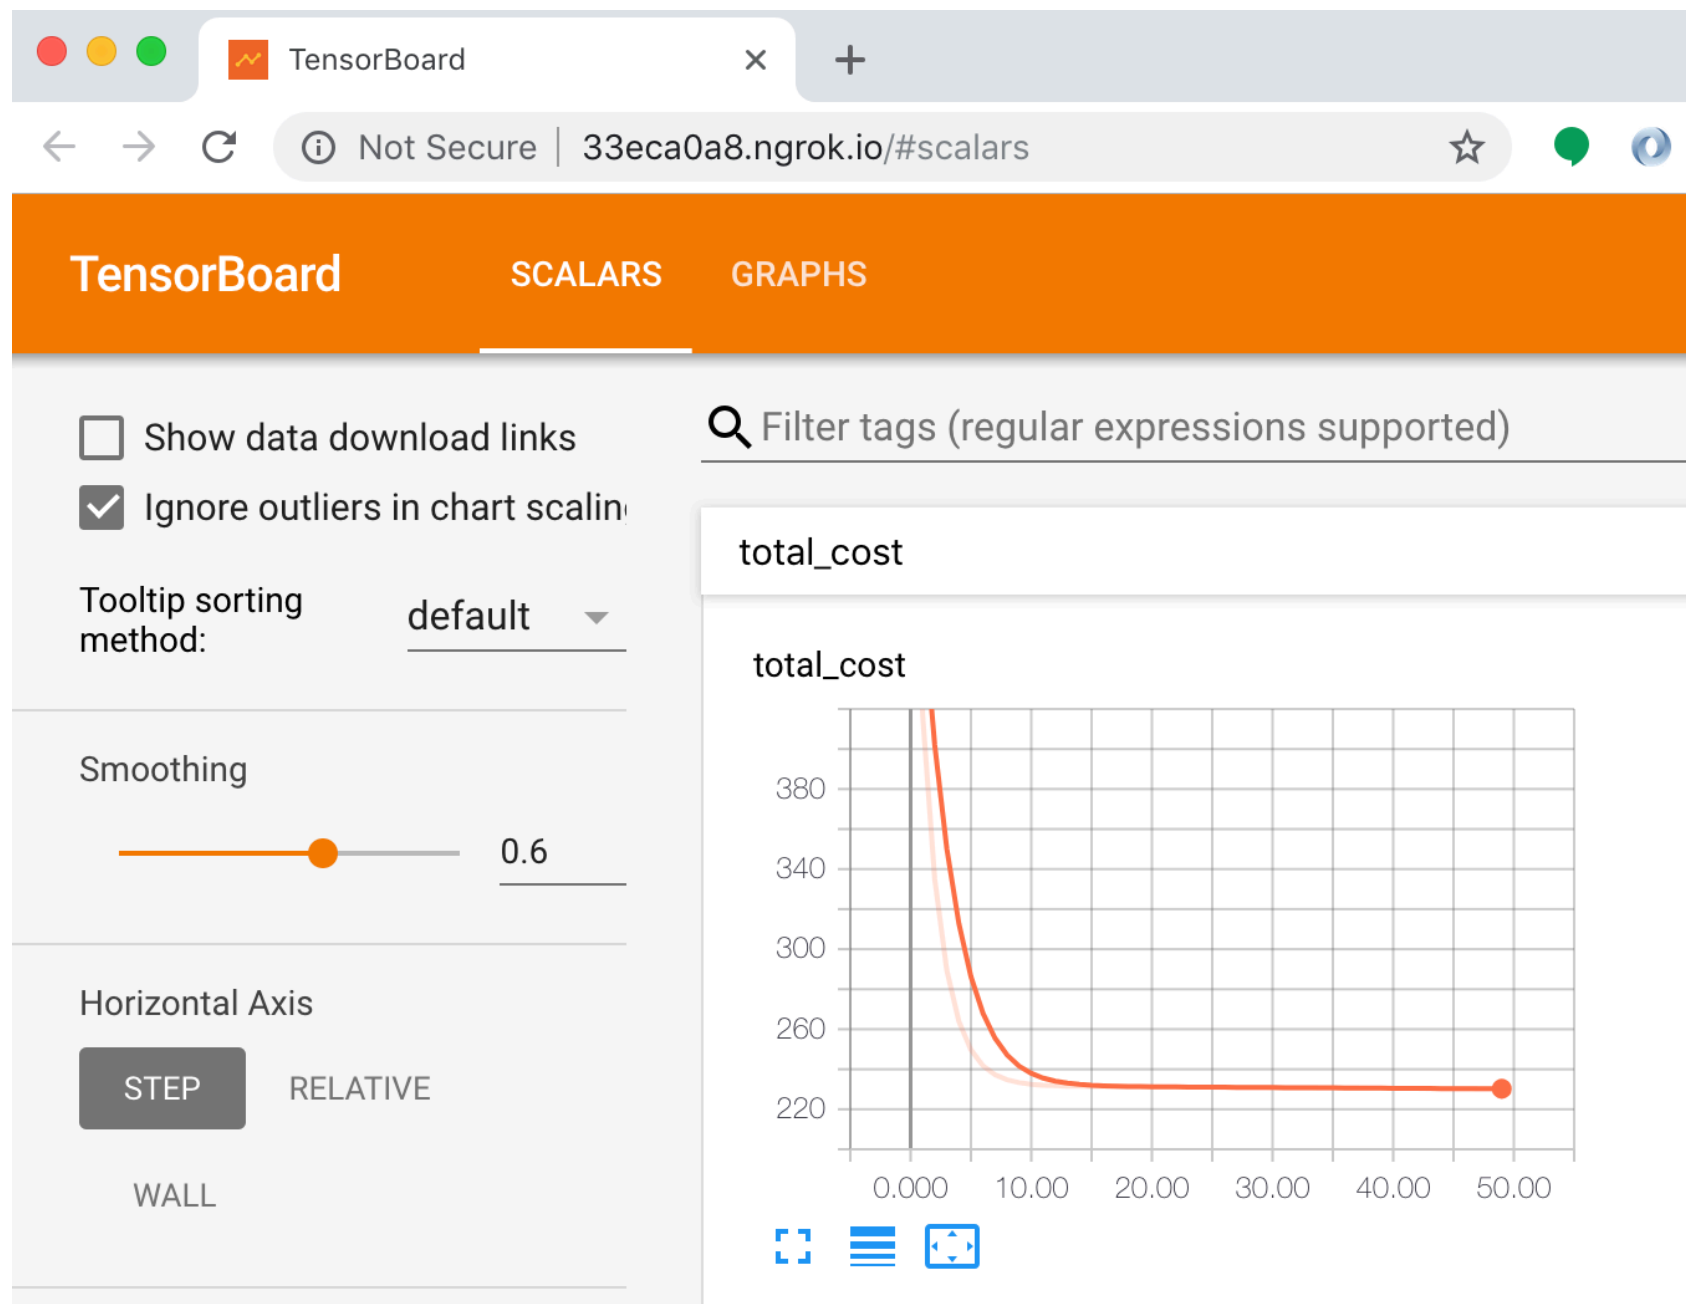 TensorBoard
Not Secure 33eca0a8.ngrok.io/#scalars
TensorBoard SCALARS GRAPHS
Show data download links
Filter tags (regular expressions supported)
Ignore outliers in chart scaling
total_cost
Tooltip sorting
method:
default
total_cost
Smoothing
0.6
Horizontal Axis
STEP RELATIVE
WALL
380
340
300
260
220
0.000 10.00 20.00 30.00 40.00 50.00